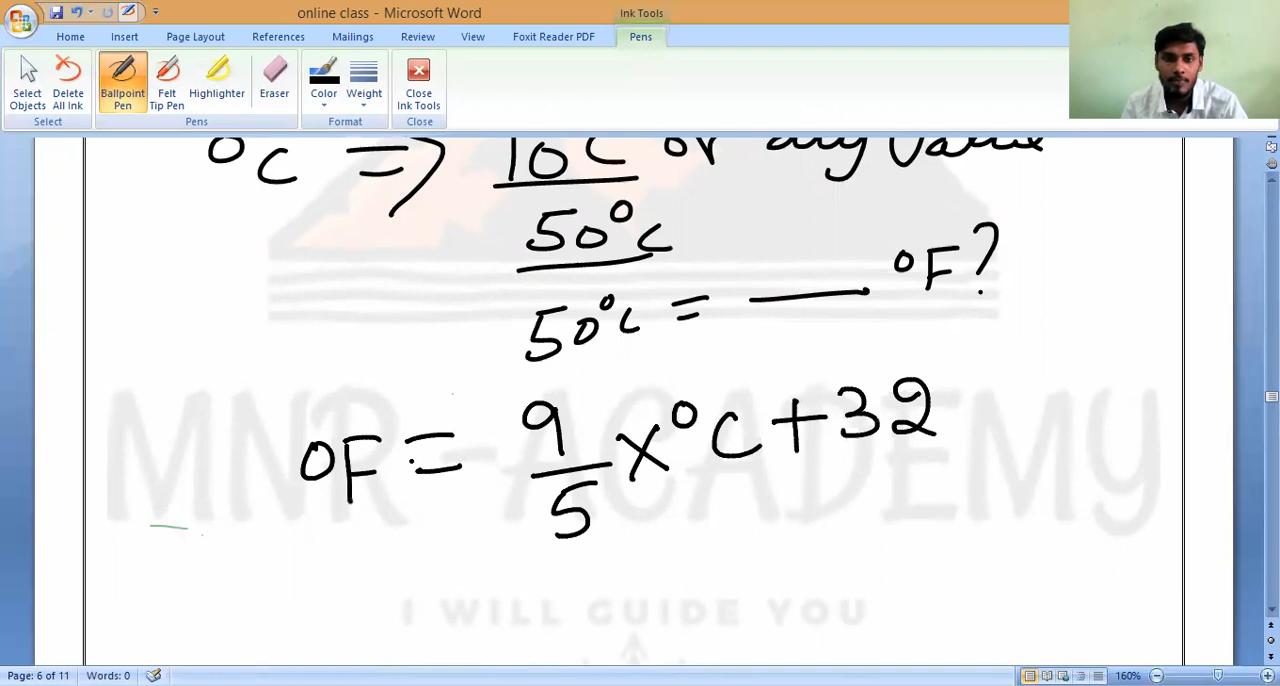 online class - Microsoft Word
Ink Tools
Home Insert Page Layout References Mailings Review View Foxit Reader PDF Pens
Select Objects Delete All Ink Ballpoint Pen Felt Tip Pen Highlighter Eraser Color Weight Close Ink Tools
Select Pens Format Close
°C => 10°C or any value
50°C
50°C = ___ °F?
°F = 9/5 x °C + 32
MNR - ACADEMY
I WILL GUIDE YOU
Page: 6 of 11 Words: 0 160%